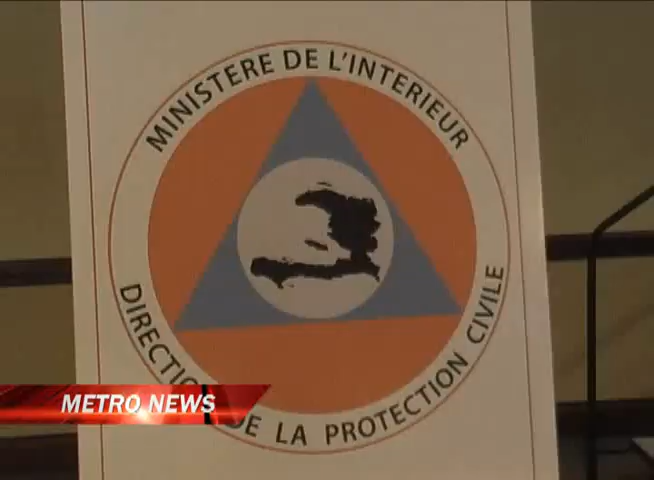 MINISTERE DE L'INTERIEUR
DIRECTI DE LA PROTECTION CIVILE
METRO NEWS